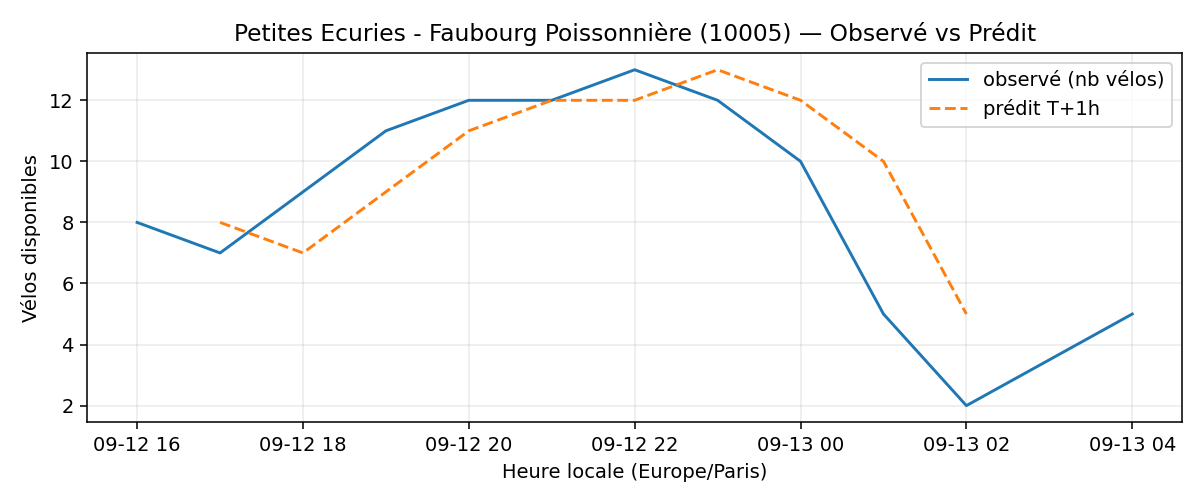 Petites Ecuries - Faubourg Poissonnière (10005) — Observé vs Prédit
observé (nb vélos)
prédit T+1h
Vélos disponibles
12
10
8
6
4
2
09-12 16
09-12 18
09-12 20
09-12 22
09-13 00
09-13 02
09-13 04
Heure locale (Europe/Paris)